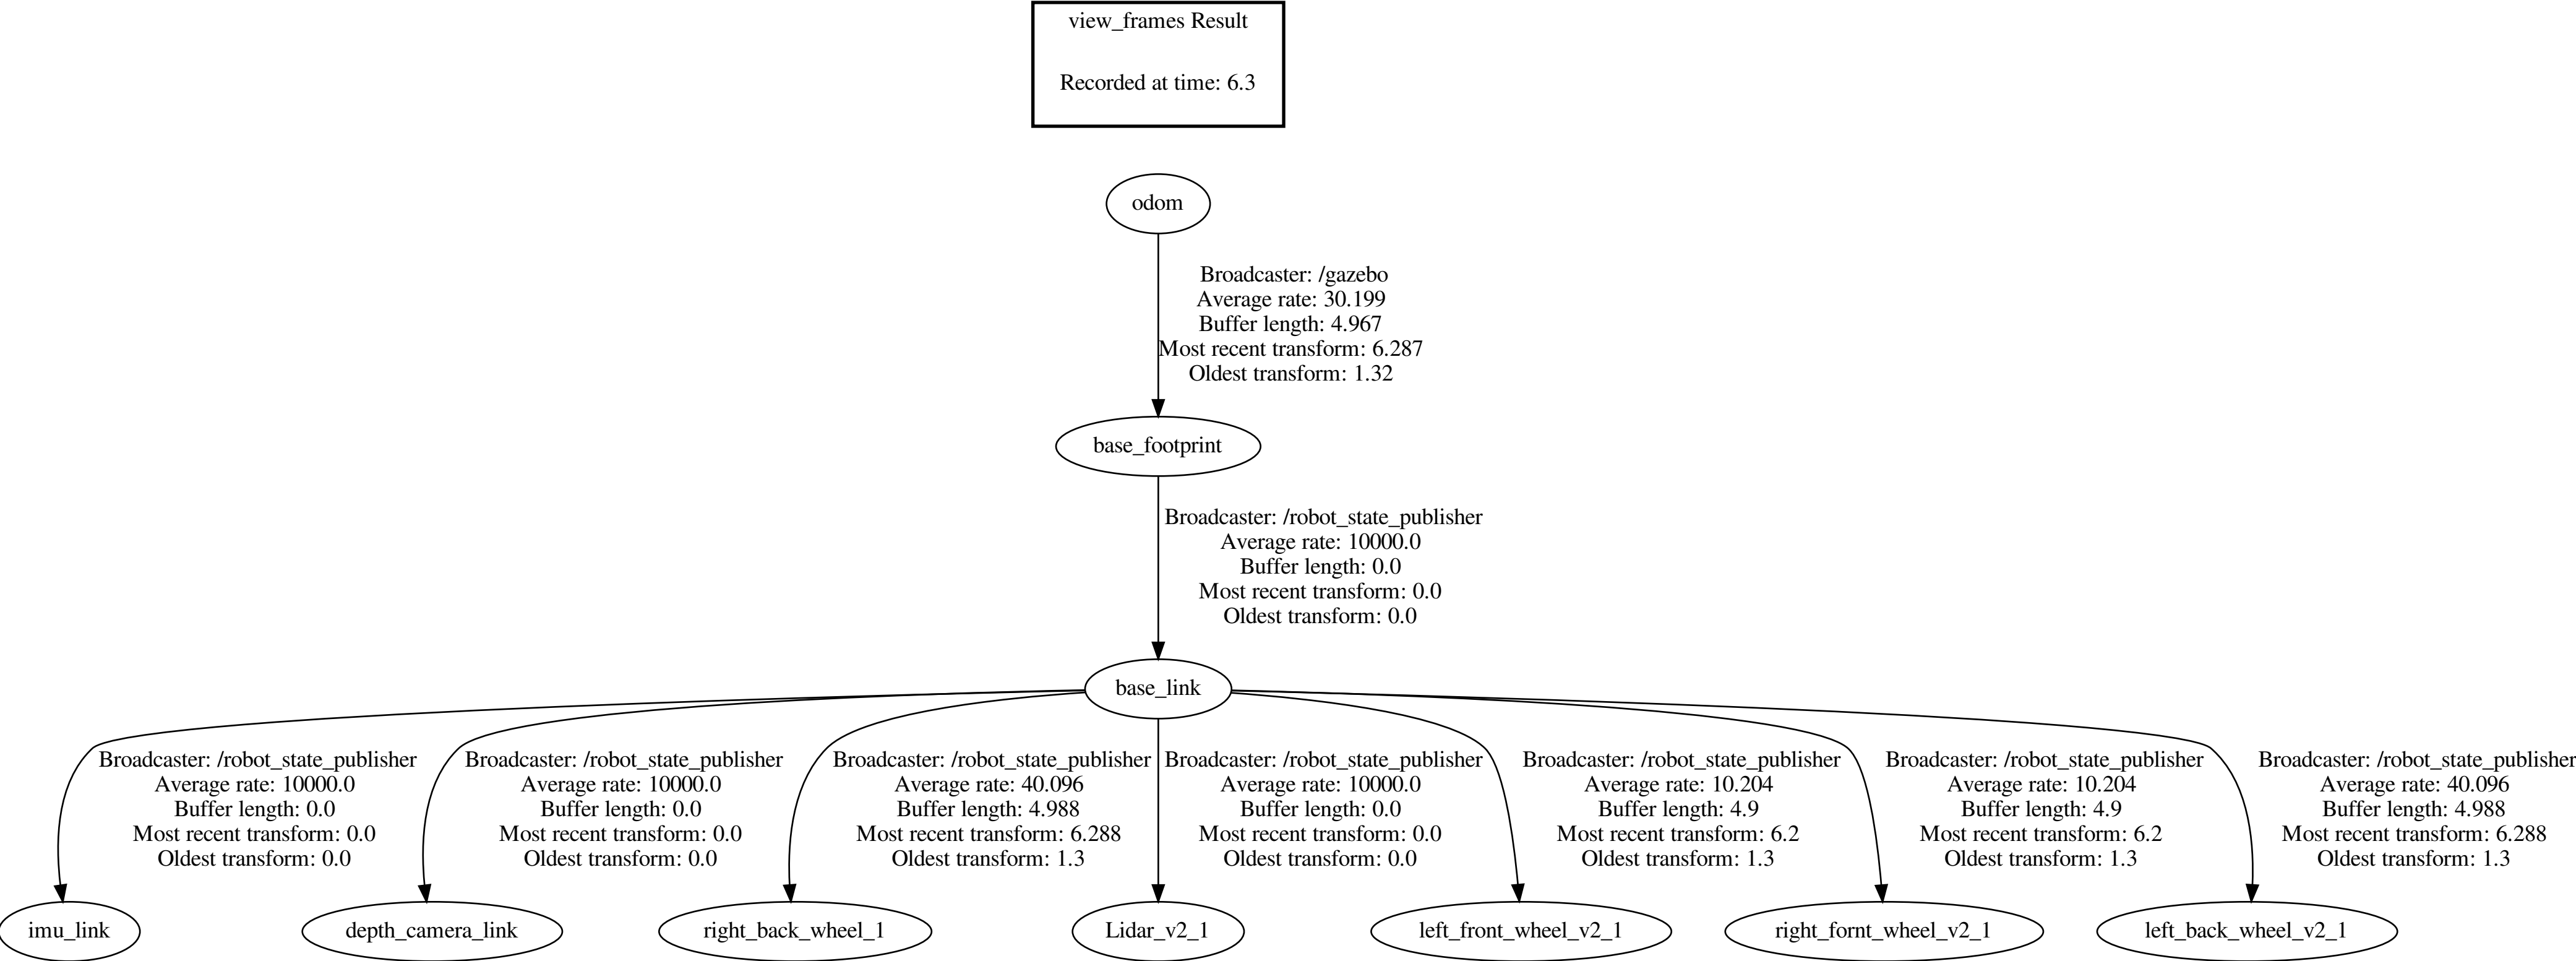 view_frames Result
Recorded at time: 6.3
odom
Broadcaster: /gazebo
Average rate: 30.199
Buffer length: 4.967
Most recent transform: 6.287
Oldest transform: 1.32
base_footprint
Broadcaster: /robot_state_publisher
Average rate: 10000.0
Buffer length: 0.0
Most recent transform: 0.0
Oldest transform: 0.0
base_link
Broadcaster: /robot_state_publisher
Average rate: 10000.0
Buffer length: 0.0
Most recent transform: 0.0
Oldest transform: 0.0
Broadcaster: /robot_state_publisher
Average rate: 10000.0
Buffer length: 0.0
Most recent transform: 0.0
Oldest transform: 0.0
Broadcaster: /robot_state_publisher
Average rate: 40.096
Buffer length: 4.988
Most recent transform: 6.288
Oldest transform: 1.3
Broadcaster: /robot_state_publisher
Average rate: 10000.0
Buffer length: 0.0
Most recent transform: 0.0
Oldest transform: 0.0
Broadcaster: /robot_state_publisher
Average rate: 10.204
Buffer length: 4.9
Most recent transform: 6.2
Oldest transform: 1.3
Broadcaster: /robot_state_publisher
Average rate: 10.204
Buffer length: 4.9
Most recent transform: 6.2
Oldest transform: 1.3
Broadcaster: /robot_state_publisher
Average rate: 40.096
Buffer length: 4.988
Most recent transform: 6.288
Oldest transform: 1.3
imu_link
depth_camera_link
right_back_wheel_1
Lidar_v2_1
left_front_wheel_v2_1
right_fornt_wheel_v2_1
left_back_wheel_v2_1